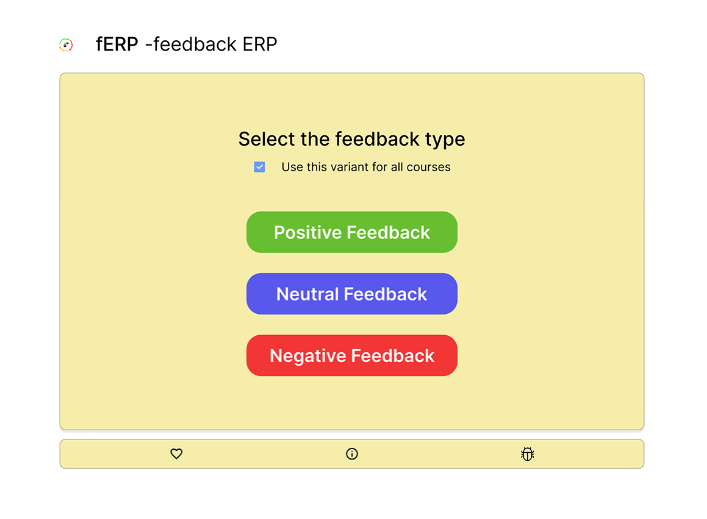 fERP -feedback ERP
Select the feedback type
Use this variant for all courses
Positive Feedback
Neutral Feedback
Negative Feedback